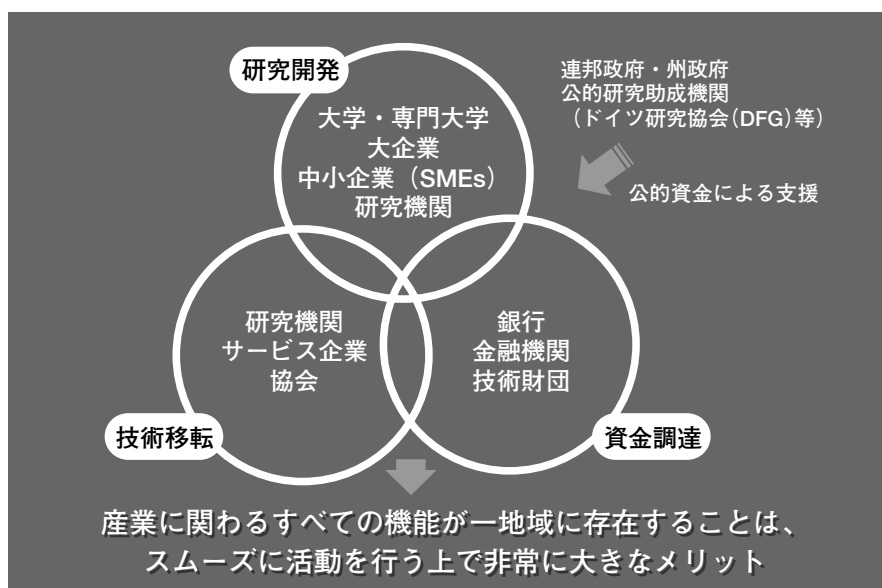 研究開発
大学・専門大学
大企業
中小企業（SMEs）
研究機関
連邦政府・州政府
公的研究助成機関
（ドイツ研究協会（DFG）等）
公的資金による支援
研究機関
サービス企業
協会
技術移転
銀行
金融機関
技術財団
資金調達
産業に関わるすべての機能が一地域に存在することは、
スムーズに活動を行う上で非常に大きなメリット